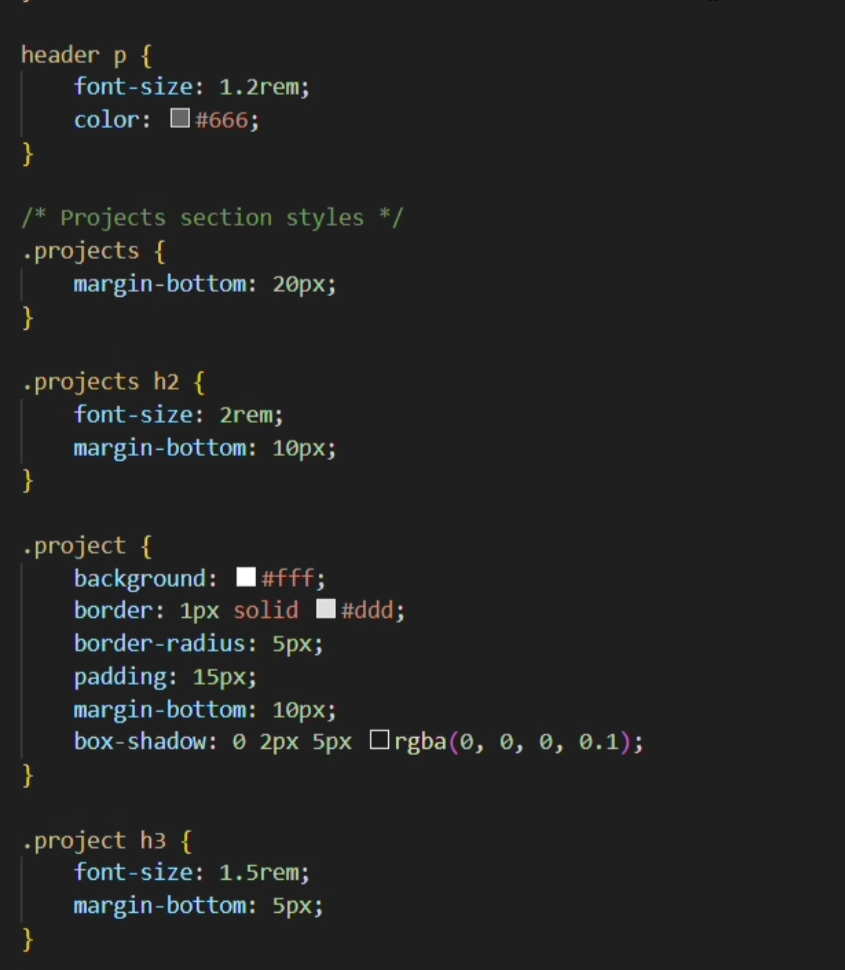 header p {
    font-size: 1.2rem;
    color: #666;
}

/* Projects section styles */
.projects {
    margin-bottom: 20px;
}

.projects h2 {
    font-size: 2rem;
    margin-bottom: 10px;
}

.project {
    background: #fff;
    border: 1px solid #ddd;
    border-radius: 5px;
    padding: 15px;
    margin-bottom: 10px;
    box-shadow: 0 2px 5px rgba(0, 0, 0, 0.1);
}

.project h3 {
    font-size: 1.5rem;
    margin-bottom: 5px;
}